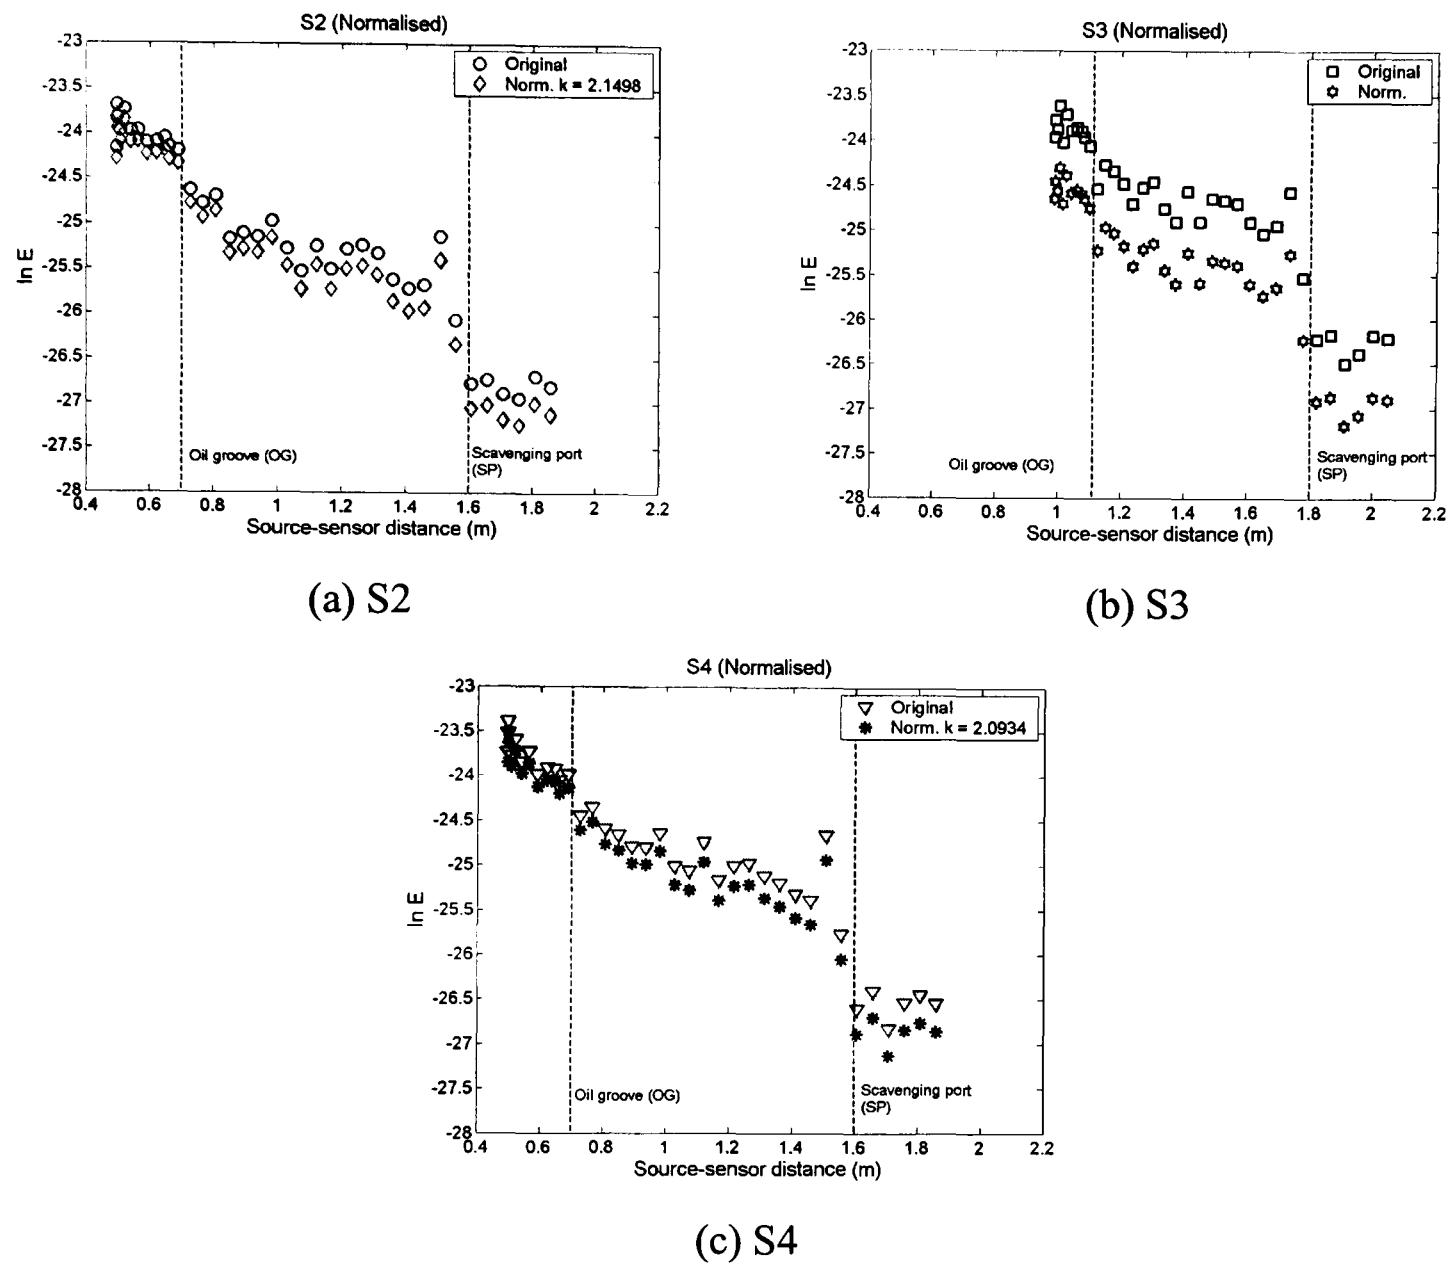 S2 (Normalised)
Original
Norm. k = 2.1498
-23
-23.5
-24
-24.5
-25
-25.5
-26
-26.5
-27
-27.5
-28
ln E
Oil groove (OG)
Scavenging port
(SP)
0.4 0.6 0.8 1 1.2 1.4 1.6 1.8 2 2.2
Source-sensor distance (m)
(a) S2
S3 (Normalised)
Original
Norm.
-23
-23.5
-24
-24.5
-25
-25.5
-26
-26.5
-27
-27.5
-28
ln E
Oil groove (OG)
Scavenging port
(SP)
0.4 0.6 0.8 1 1.2 1.4 1.6 1.8 2 2.2
Source-sensor distance (m)
(b) S3
S4 (Normalised)
Original
Norm. k = 2.0934
-23
-23.5
-24
-24.5
-25
-25.5
-26
-26.5
-27
-27.5
-28
ln E
Oil groove (OG)
Scavenging port
(SP)
0.4 0.6 0.8 1 1.2 1.4 1.6 1.8 2 2.2
Source-sensor distance (m)
(c) S4